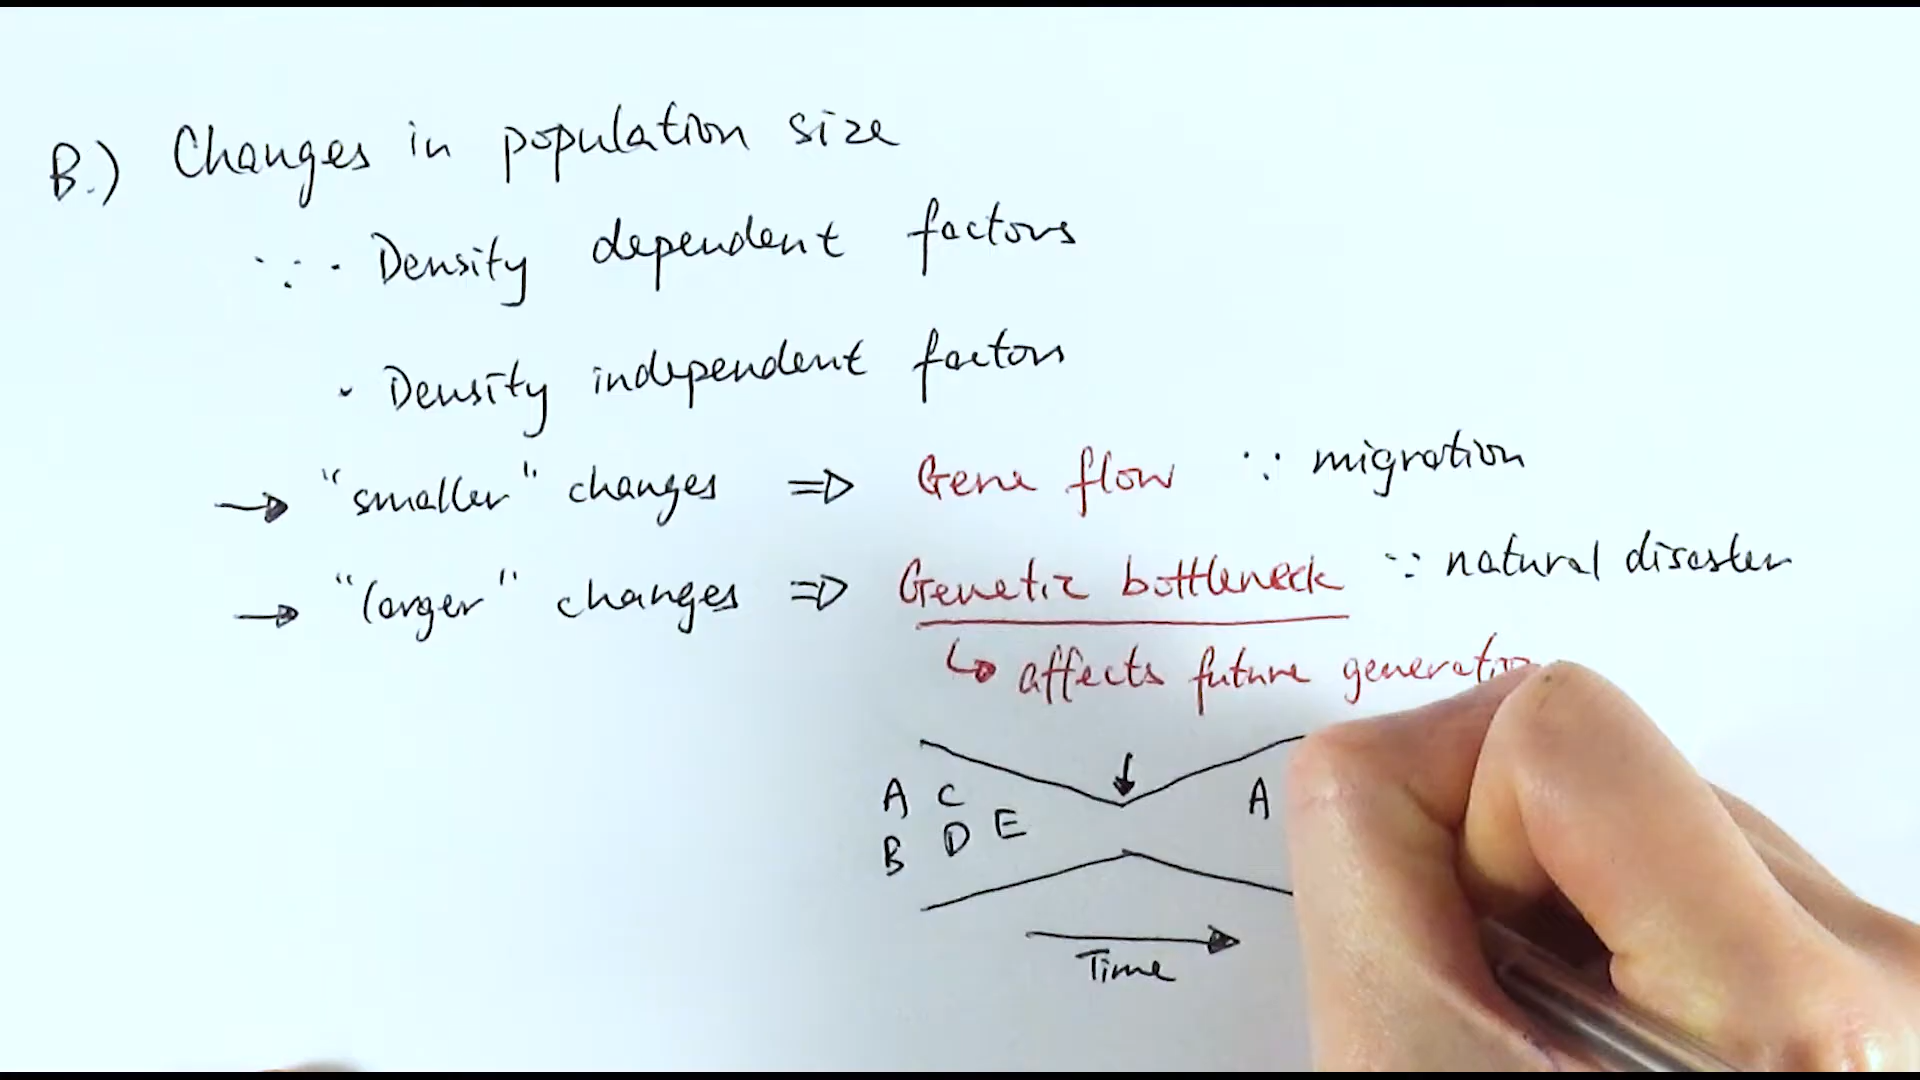 B.) Changes in population size
∵ · Density dependent factors
· Density independent factors
→ "smaller" changes ⇒ Gene flow ∵ migration
→ "larger" changes ⇒ Genetic bottleneck ∵ natural disaster
↳ affects future
A C E A
B D
Time